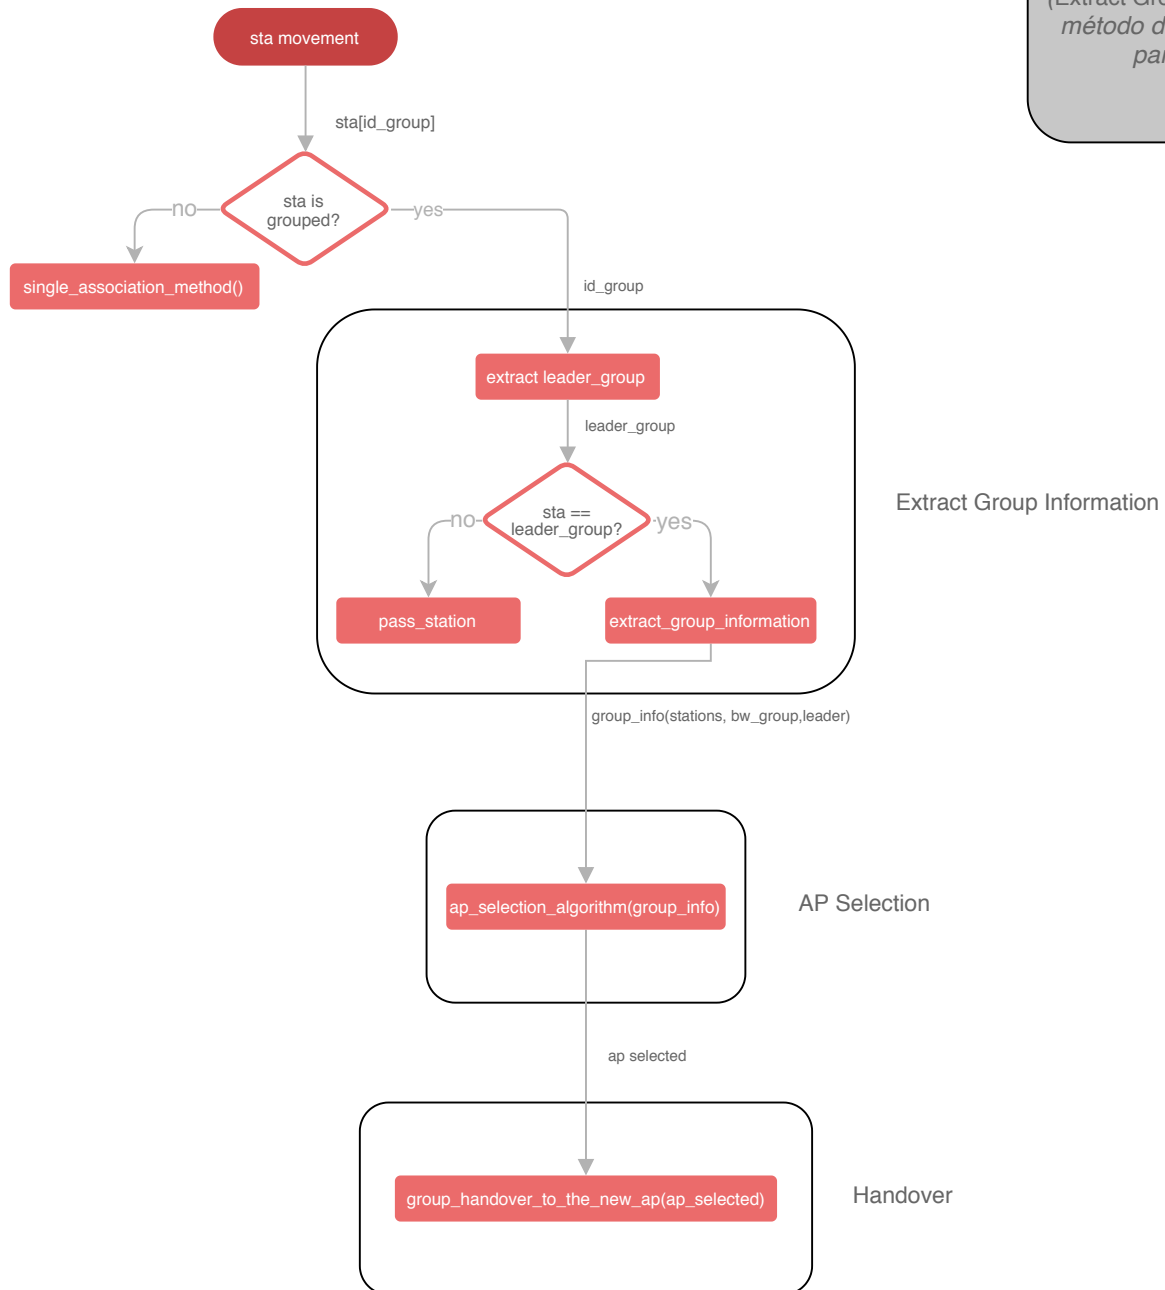 (Extract Gro
método d
par
sta movement
sta[id_group]
sta is
grouped?
no
yes
single_association_method()
id_group
extract leader_group
leader_group
sta ==
leader_group?
no
yes
Extract Group Information
pass_station
extract_group_information
group_info(stations, bw_group,leader)
ap_selection_algorithm(group_info)
AP Selection
ap selected
group_handover_to_the_new_ap(ap_selected)
Handover